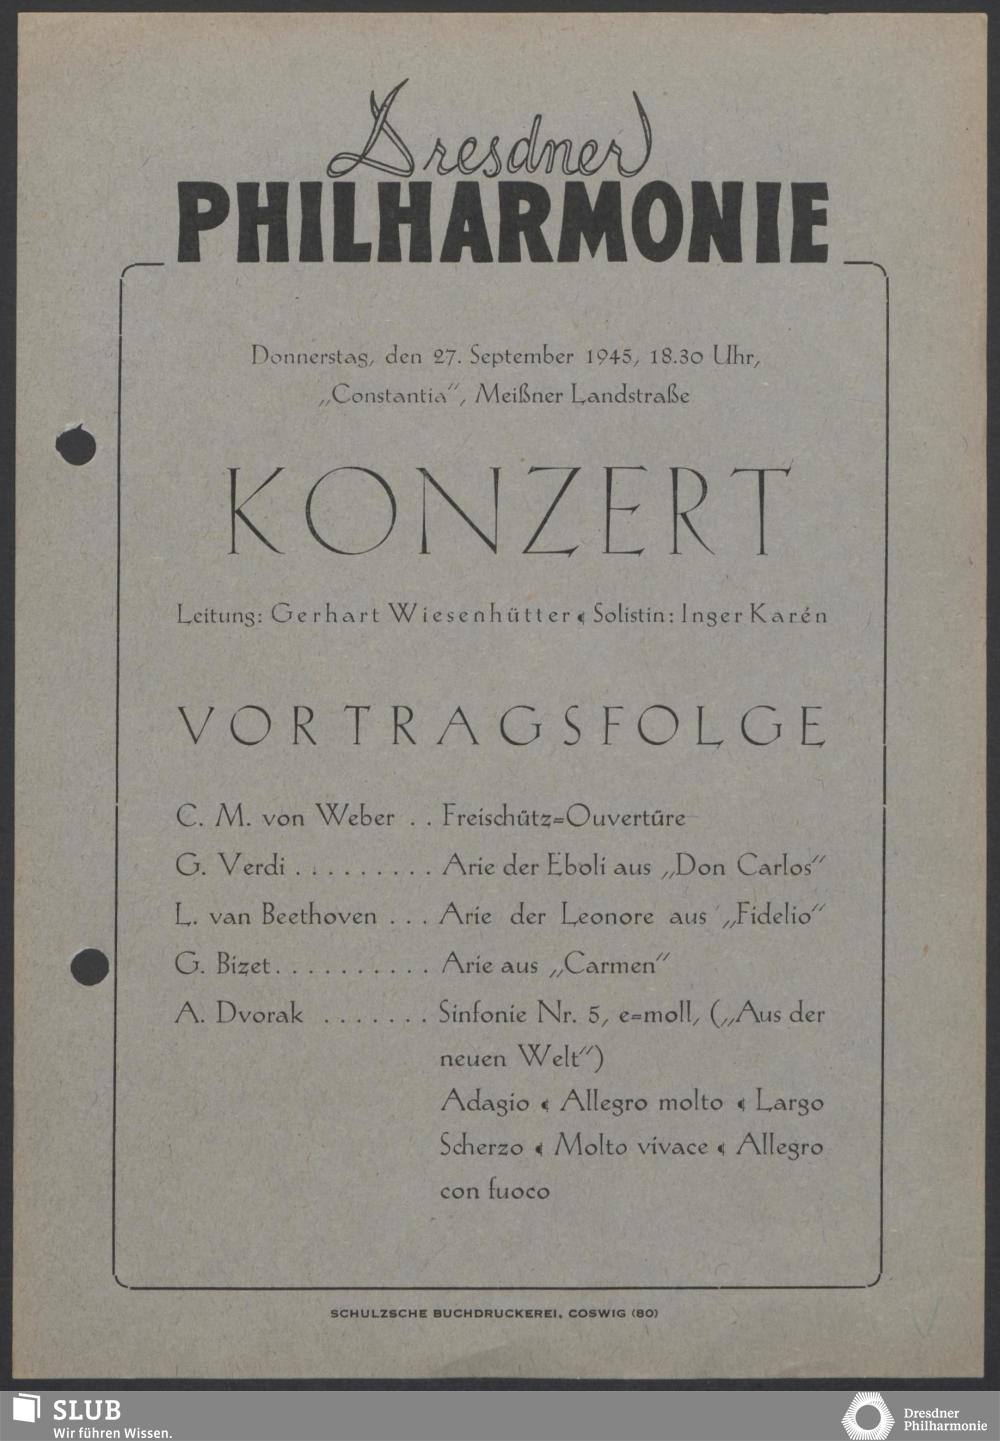 Dresdner
PHILHARMONIE
Donnerstag, den 27. September 1945, 18.30 Uhr,
„Constantia“, Meißner Landstraße
KONZERT
Leitung: Gerhart Wiesenhütter • Solistin: Inger Karén
VORTRAGSFOLGE
C. M. von Weber . . Freischütz=Ouvertüre
G. Verdi . . . . . . . . . Arie der Eboli aus „Don Carlos“
L. van Beethoven . . . Arie der Leonore aus „Fidelio“
G. Bizet. . . . . . . . . . Arie aus „Carmen“
A. Dvorak . . . . . . . Sinfonie Nr. 5, e=moll, („Aus der
neuen Welt“)
Adagio • Allegro molto • Largo
Scherzo • Molto vivace • Allegro
con fuoco
SCHULZSCHE BUCHDRUCKEREI, COSWIG (80)
SLUB
Wir führen Wissen.
Dresdner
Philharmonie